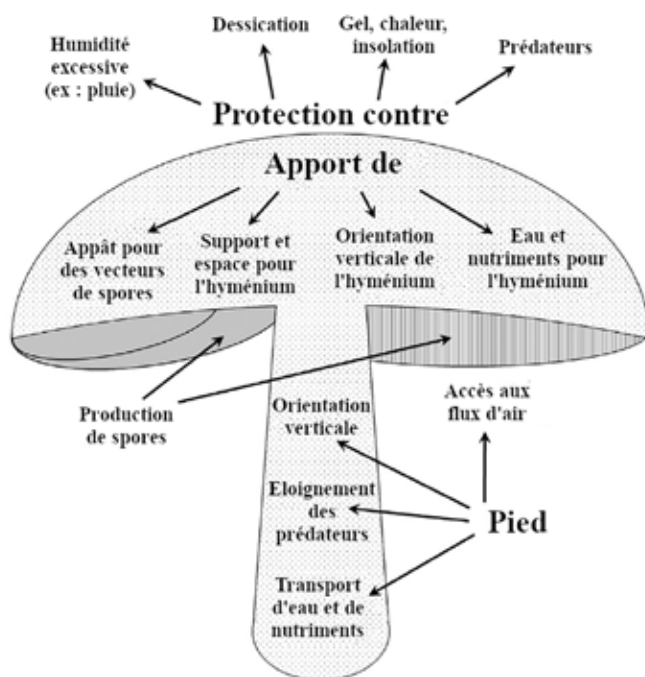 Humidité
excessive
(ex : pluie)
Dessication
Gel, chaleur,
insolation
Prédateurs
Protection contre
Apport de
Appât pour
des vecteurs
de spores
Support et
espace pour
l'hyménium
Orientation
verticale de
l'hyménium
Eau et
nutriments pour
l'hyménium
Production
de spores
Orientation
verticale
Accès aux
flux d'air
Eloignement
des
prédateurs
Pied
Transport
d'eau et de
nutriments